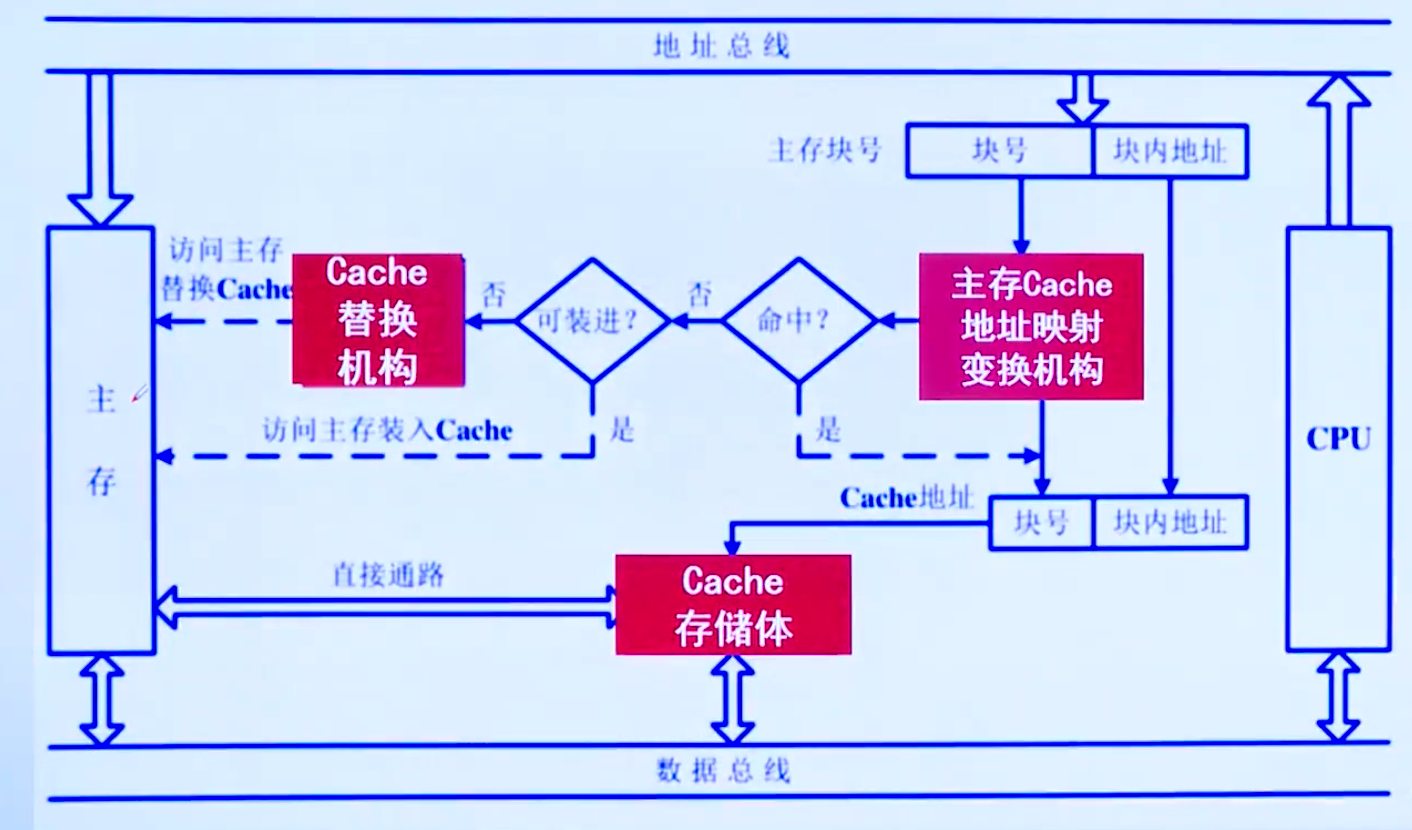 地址总线
主存块号
块号
块内地址
访问主存
替换Cache
Cache
替换
机构
否
可装进？
否
命中？
主存Cache
地址映射
变换机构
主
存
访问主存装入Cache
是
是
CPU
Cache地址
块号
块内地址
直接通路
Cache
存储体
数据总线